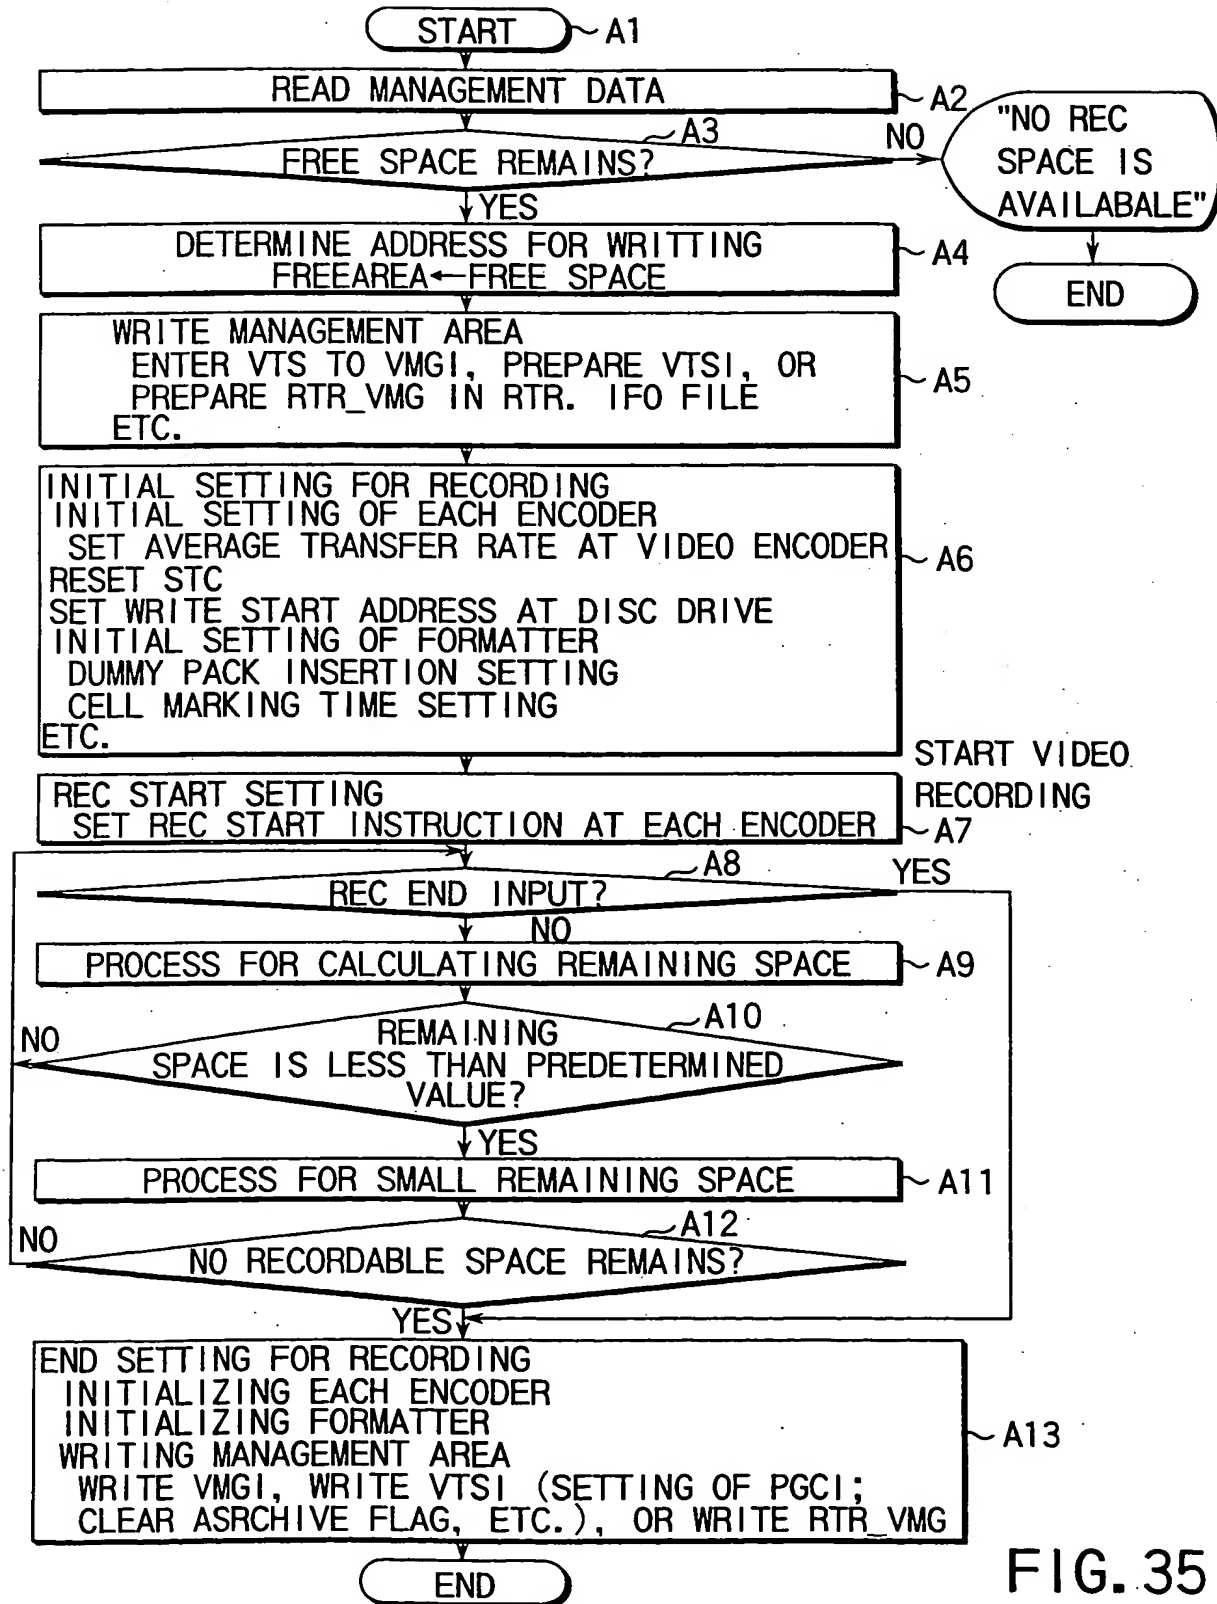 START
A1
READ MANAGEMENT DATA
A2
A3
NO
"NO REC
SPACE IS
AVAILABALE"
FREE SPACE REMAINS?
YES
END
DETERMINE ADDRESS FOR WRITTING
FREEAREA←FREE SPACE
A4
WRITE MANAGEMENT AREA
ENTER VTS TO VMGI, PREPARE VTSI, OR
PREPARE RTR_VMG IN RTR. IFO FILE
ETC.
A5
INITIAL SETTING FOR RECORDING
INITIAL SETTING OF EACH ENCODER
SET AVERAGE TRANSFER RATE AT VIDEO ENCODER
RESET STC
SET WRITE START ADDRESS AT DISC DRIVE
INITIAL SETTING OF FORMATTER
DUMMY PACK INSERTION SETTING
CELL MARKING TIME SETTING
ETC.
A6
START VIDEO
RECORDING
REC START SETTING
SET REC START INSTRUCTION AT EACH ENCODER
A7
A8
YES
REC END INPUT?
NO
PROCESS FOR CALCULATING REMAINING SPACE
A9
A10
NO
REMAINING
SPACE IS LESS THAN PREDETERMINED
VALUE?
YES
PROCESS FOR SMALL REMAINING SPACE
A11
A12
NO
NO RECORDABLE SPACE REMAINS?
YES
END SETTING FOR RECORDING
INITIALIZING EACH ENCODER
INITIALIZING FORMATTER
WRITING MANAGEMENT AREA
WRITE VMGI, WRITE VTSI (SETTING OF PGCI;
CLEAR ASRCHIVE FLAG, ETC.), OR WRITE RTR_VMG
A13
END
FIG. 35